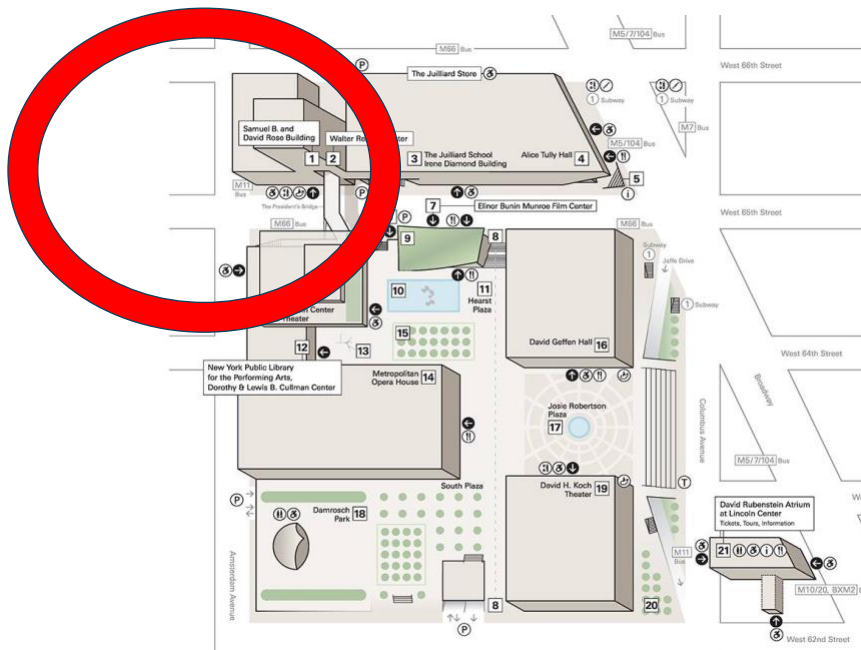 M5/7/104 Bus
M66 Bus
West 66th Street
P
The Juilliard Store
1 Subway
1 Subway
Samuel B. and
David Rose Building
Walter
1
2
3
The Juilliard School
Irene Diamond Building
Alice Tully Hall
4
M7 Bus
M5/104
Bus
5
i
M11
Bus
P
The President's Bridge
7
Elinor Bunin Munroe Film Center
West 65th Street
M66 Bus
P
9
8
M66 Bus
Subway
1
Jaffe Drive
10
11
Hearst
Plaza
1 Subway
Center
Theater
15
12
13
David Geffen Hall
16
West 64th Street
New York Public Library
for the Performing Arts,
Dorothy & Lewis B. Cullman Center
Metropolitan
Opera House
14
Josie Robertson
Plaza
17
Columbus Avenue
Broadway
M5/7/104 Bus
South Plaza
David H. Koch
Theater
19
T
P
Damrosch
Park
18
David Rubenstein Atrium
at Lincoln Center
Tickets, Tours, Information
21
i
M11
Bus
Amsterdam Avenue
M10/20, BXM2
8
20
P
West 62nd Street